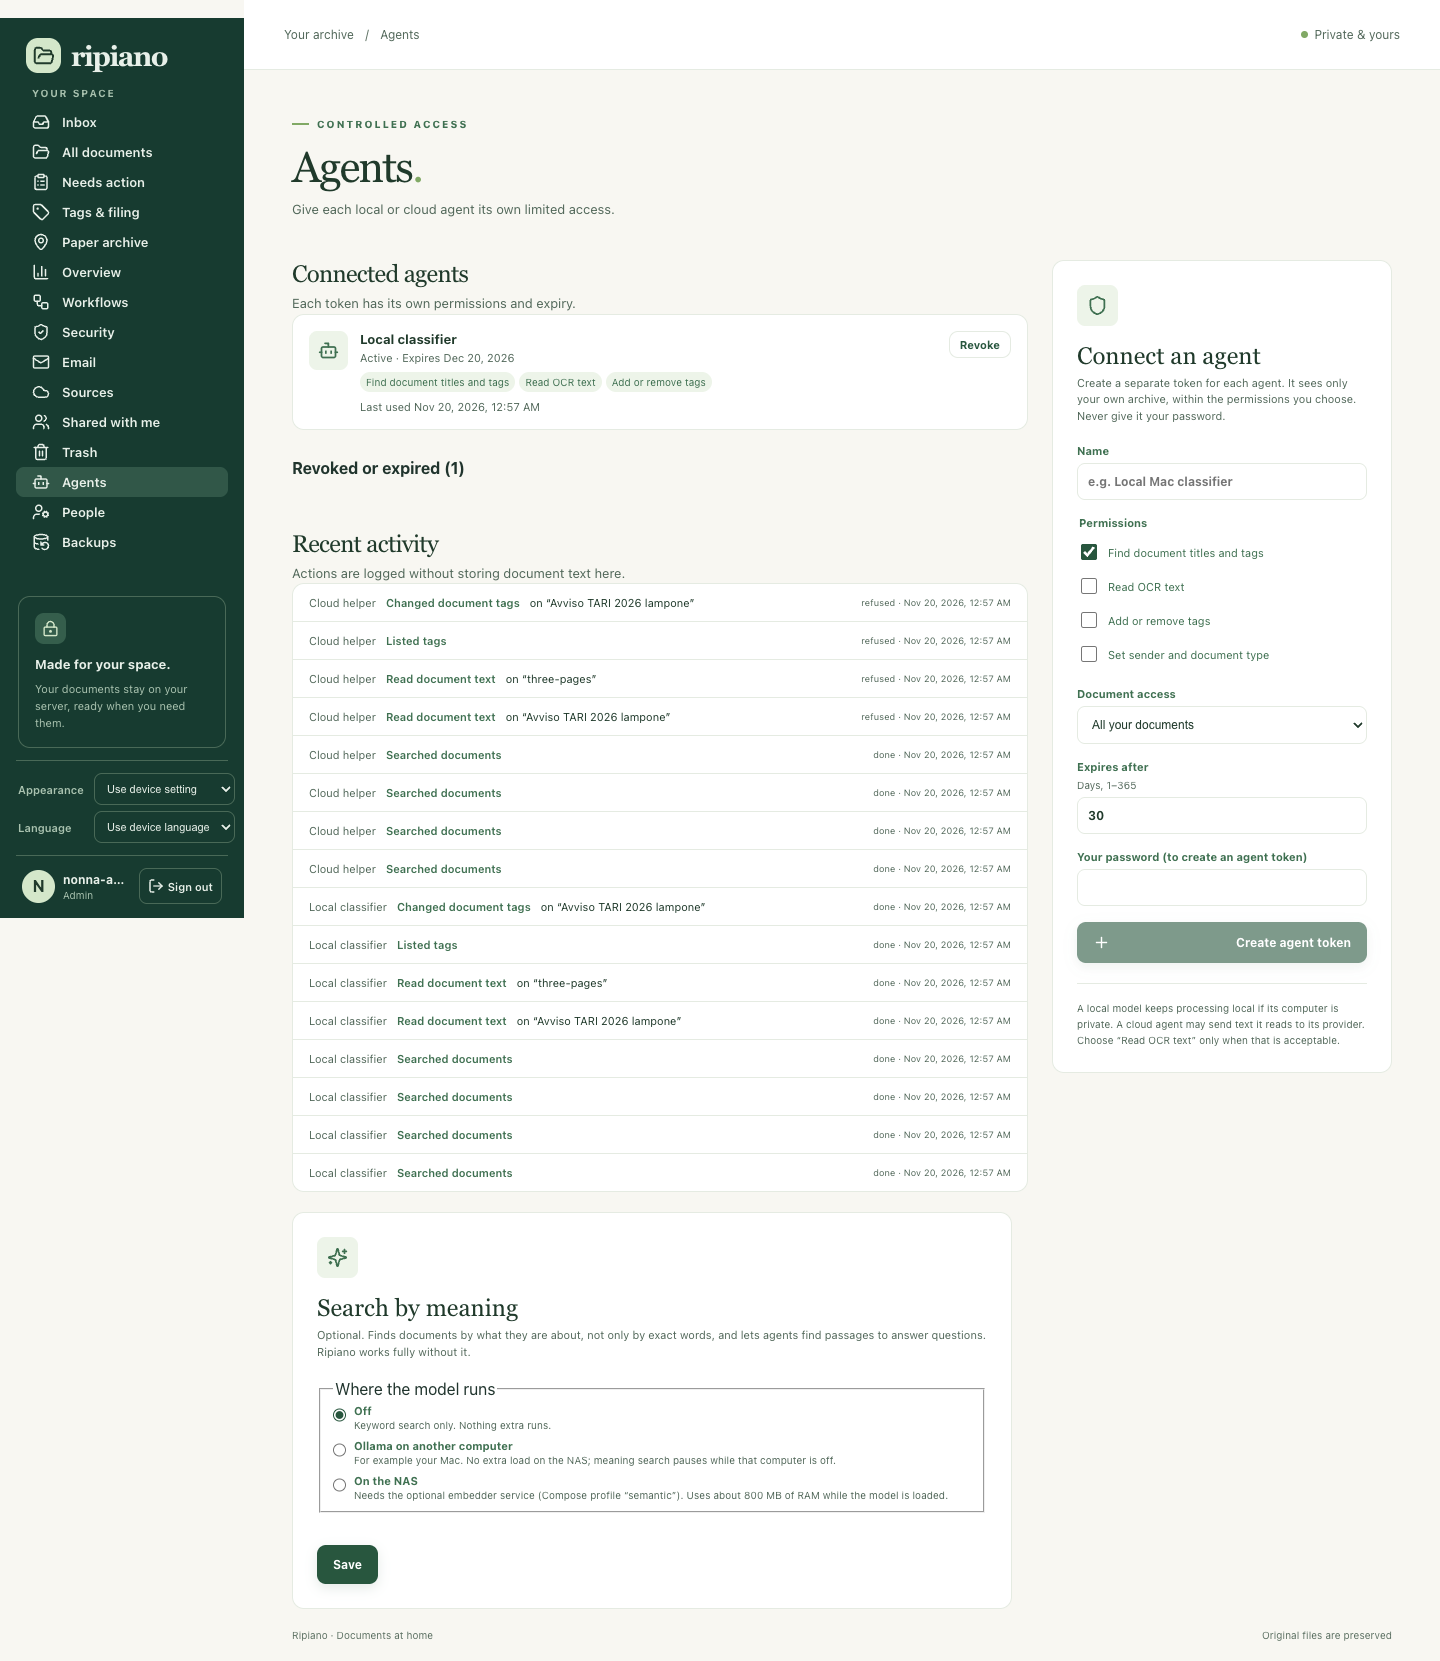 ripiano
YOUR SPACE
Inbox
All documents
Needs action
Tags & filing
Paper archive
Overview
Workflows
Security
Email
Sources
Shared with me
Trash
Agents
People
Backups
Made for your space.
Your documents stay on your
server, ready when you need
them.
Appearance Use device setting
Language Use device language
N
nonna-a...
Admin
Sign out
Your archive / Agents
Private & yours
CONTROLLED ACCESS
Agents.
Give each local or cloud agent its own limited access.
Connected agents
Each token has its own permissions and expiry.
Local classifier
Active · Expires Dec 20, 2026
Find document titles and tags Read OCR text Add or remove tags
Last used Nov 20, 2026, 12:57 AM
Revoke
Revoked or expired (1)
Recent activity
Actions are logged without storing document text here.
Cloud helper Changed document tags on “Avviso TARI 2026 lampone” refused · Nov 20, 2026, 12:57 AM
Cloud helper Listed tags refused · Nov 20, 2026, 12:57 AM
Cloud helper Read document text on “three-pages” refused · Nov 20, 2026, 12:57 AM
Cloud helper Read document text on “Avviso TARI 2026 lampone” refused · Nov 20, 2026, 12:57 AM
Cloud helper Searched documents done · Nov 20, 2026, 12:57 AM
Cloud helper Searched documents done · Nov 20, 2026, 12:57 AM
Cloud helper Searched documents done · Nov 20, 2026, 12:57 AM
Cloud helper Searched documents done · Nov 20, 2026, 12:57 AM
Local classifier Changed document tags on “Avviso TARI 2026 lampone” done · Nov 20, 2026, 12:57 AM
Local classifier Listed tags done · Nov 20, 2026, 12:57 AM
Local classifier Read document text on “three-pages” done · Nov 20, 2026, 12:57 AM
Local classifier Read document text on “Avviso TARI 2026 lampone” done · Nov 20, 2026, 12:57 AM
Local classifier Searched documents done · Nov 20, 2026, 12:57 AM
Local classifier Searched documents done · Nov 20, 2026, 12:57 AM
Local classifier Searched documents done · Nov 20, 2026, 12:57 AM
Local classifier Searched documents done · Nov 20, 2026, 12:57 AM
Connect an agent
Create a separate token for each agent. It sees only
your own archive, within the permissions you choose.
Never give it your password.
Name
e.g. Local Mac classifier
Permissions
Find document titles and tags
Read OCR text
Add or remove tags
Set sender and document type
Document access
All your documents
Expires after
Days, 1–365
30
Your password (to create an agent token)
Create agent token
A local model keeps processing local if its computer is
private. A cloud agent may send text it reads to its provider.
Choose “Read OCR text” only when that is acceptable.
Search by meaning
Optional. Finds documents by what they are about, not only by exact words, and lets agents find passages to answer questions.
Ripiano works fully without it.
Where the model runs
Off
Keyword search only. Nothing extra runs.
Ollama on another computer
For example your Mac. No extra load on the NAS; meaning search pauses while that computer is off.
On the NAS
Needs the optional embedder service (Compose profile “semantic”). Uses about 800 MB of RAM while the model is loaded.
Save
Ripiano · Documents at home
Original files are preserved